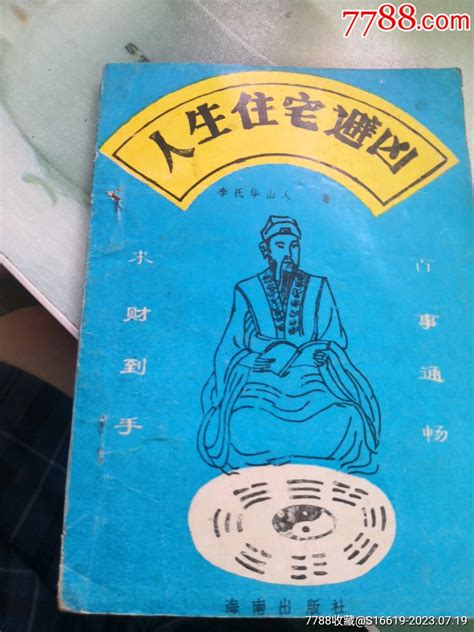 7788.com
人生住宅避凶
李氏华山人 著
百事通畅
求财到手
海南出版社
7788收藏@S16619-2023.07.19